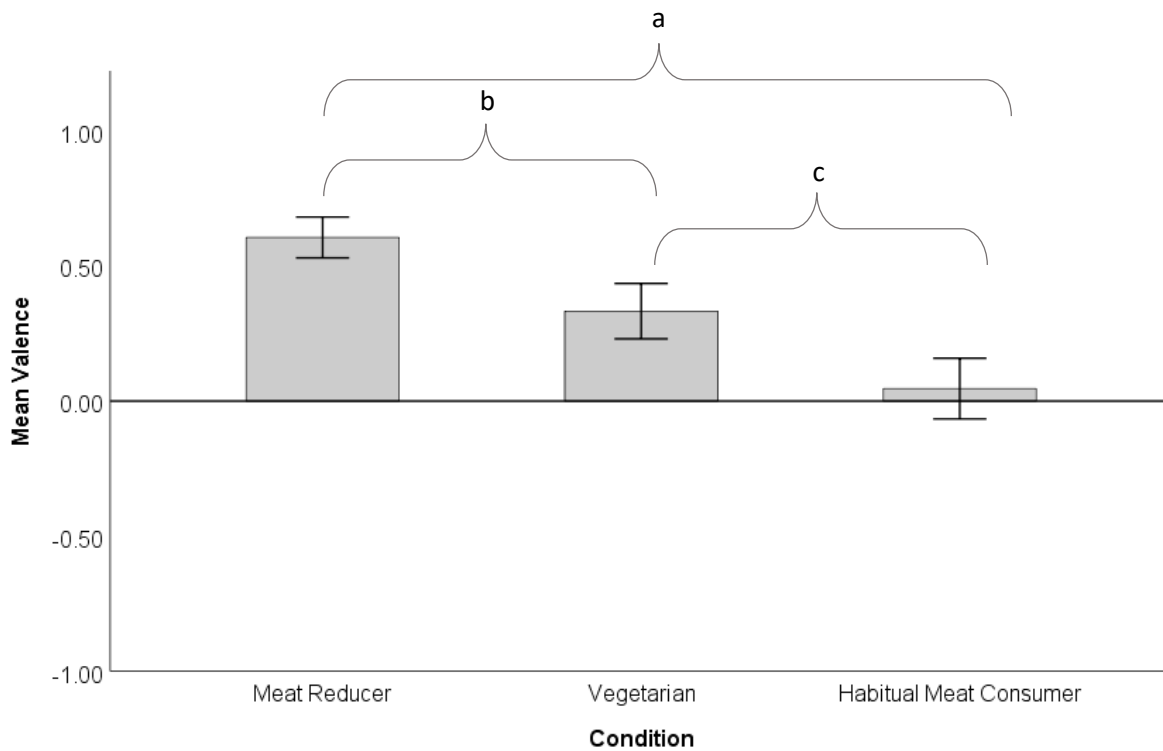 a
b
c
1.00
0.50
0.00
-0.50
-1.00
Mean Valence
Meat Reducer
Vegetarian
Habitual Meat Consumer
Condition